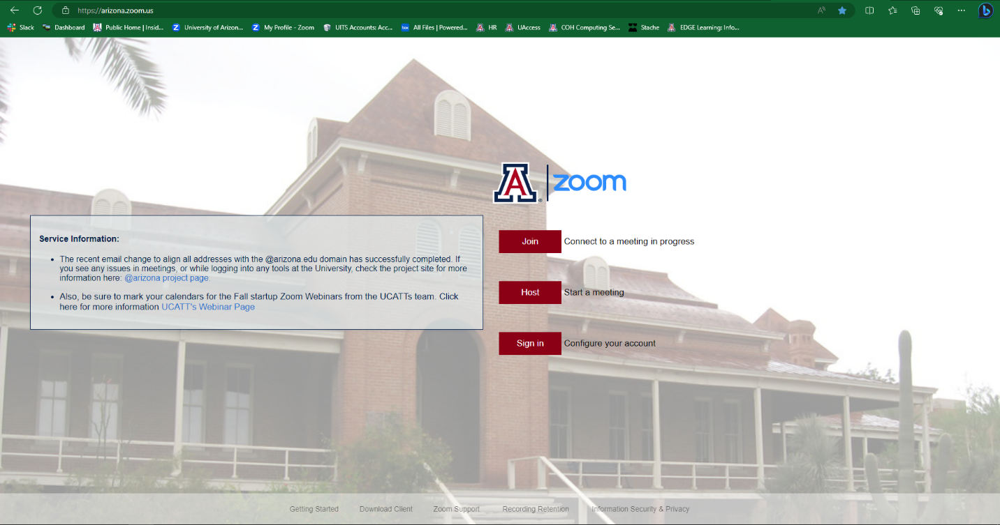 https://arizona.zoom.us
Slack Dashboard Public Home | Insid... University of Arizon... My Profile - Zoom UITS Accounts: Acc... box All Files | Powered... HR UAccess COH Computing Se... Stache EDGE Learning: Info...
A® | zoom
Service Information:
• The recent email change to align all addresses with the @arizona.edu domain has successfully completed. If
you see any issues in meetings, or while logging into any tools at the University, check the project site for more
information here: @arizona project page.
• Also, be sure to mark your calendars for the Fall startup Zoom Webinars from the UCATTs team. Click
here for more information UCATT's Webinar Page
Join Connect to a meeting in progress
Host Start a meeting
Sign in Configure your account
Getting Started Download Client Zoom Support Recording Retention Information Security & Privacy